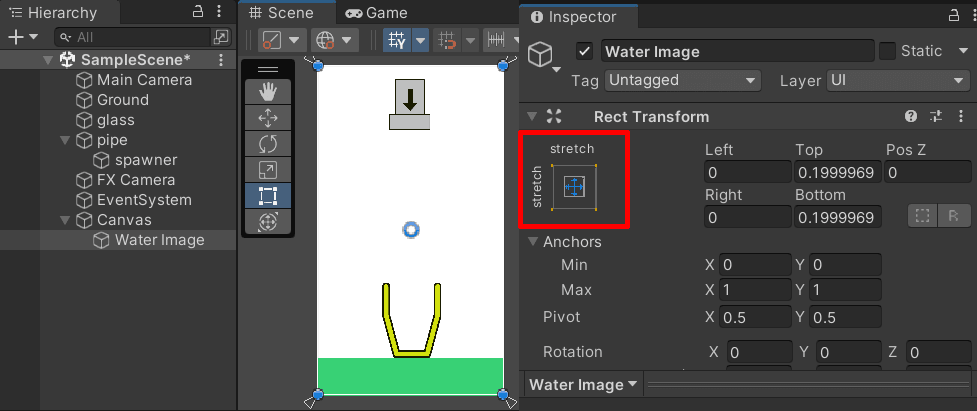 Hierarchy
All
SampleScene*
Main Camera
Ground
glass
pipe
spawner
FX Camera
EventSystem
Canvas
Water Image
Scene
Game
Y
Inspector
Water Image
Static
Tag Untagged Layer UI
Rect Transform
stretch
stretch
Left Top Pos Z
0 0.1999969 0
Right Bottom
0 0.1999969 R
Anchors
Min X 0 Y 0
Max X 1 Y 1
Pivot X 0.5 Y 0.5
Rotation X 0 Y 0 Z 0
Water Image